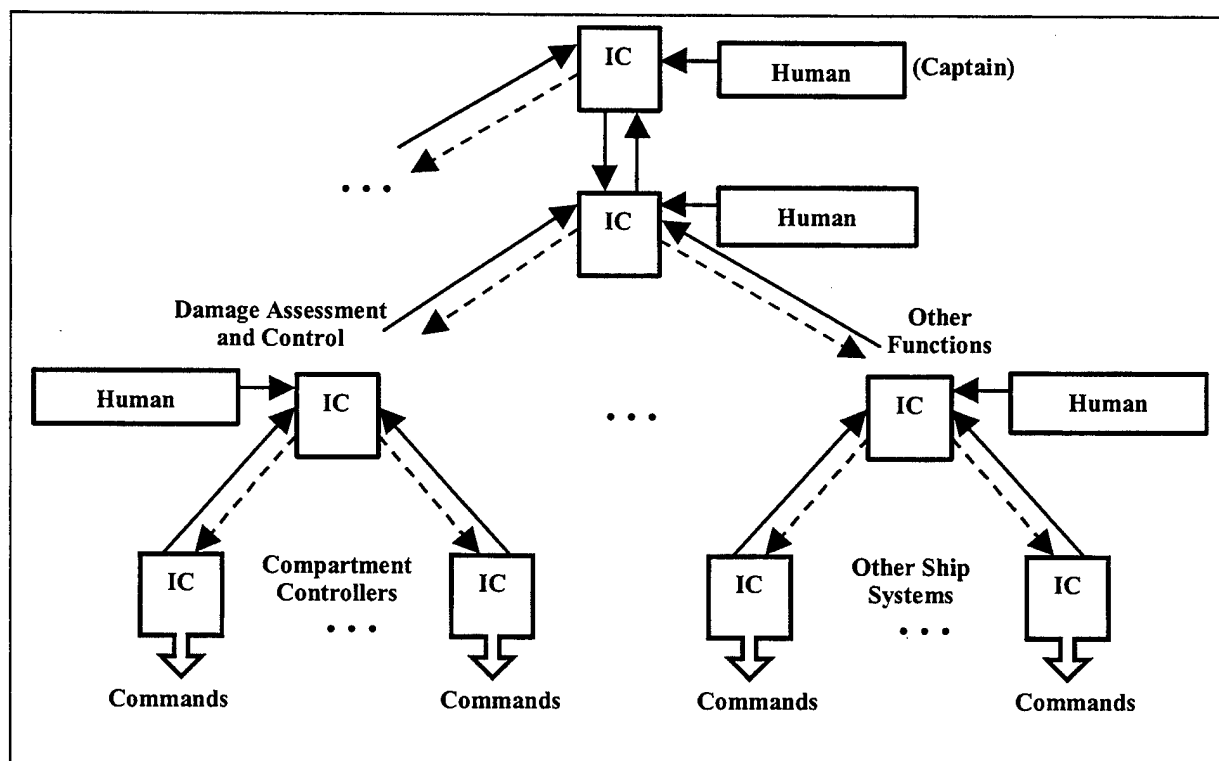 IC
Human
(Captain)
. . .
IC
Human
Damage Assessment
and Control
Other
Functions
Human
IC
. . .
IC
Human
IC
Compartment
Controllers
. . .
IC
IC
Other Ship
Systems
. . .
IC
Commands
Commands
Commands
Commands